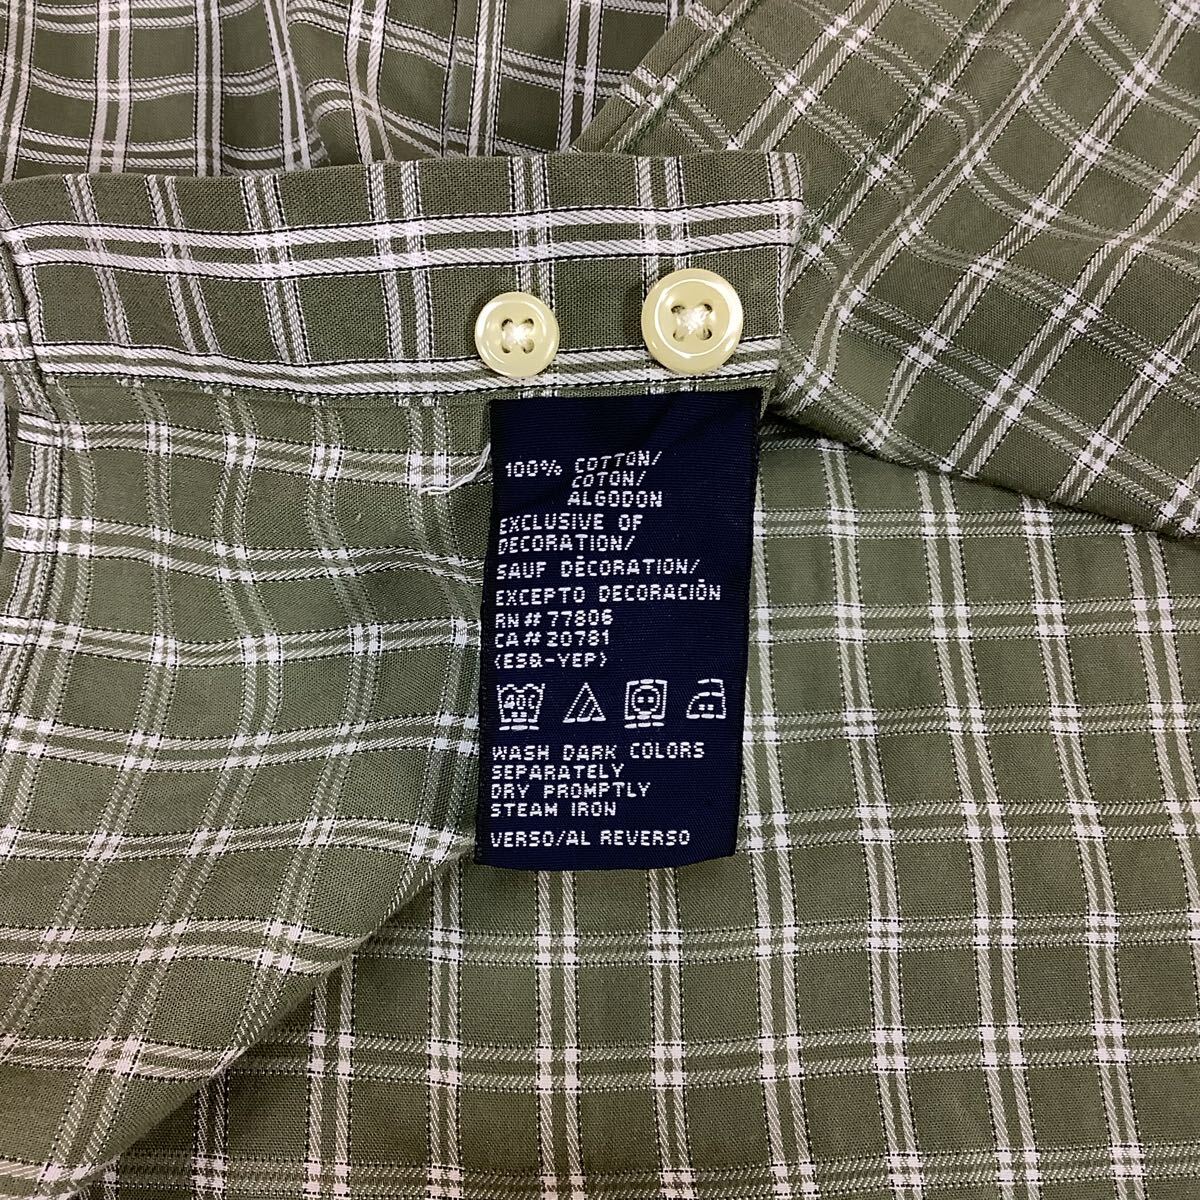 100% COTTON/
COTON/
ALGODON
EXCLUSIVE OF
DECORATION/
SAUF DÉCORATION/
EXCEPTO DECORACIÓN
RN # 77806
CA # 20781
(ESQ-YEP)
40C
WASH DARK COLORS
SEPARATELY
DRY PROMPTLY
STEAM IRON
VERSO/AL REVERSO